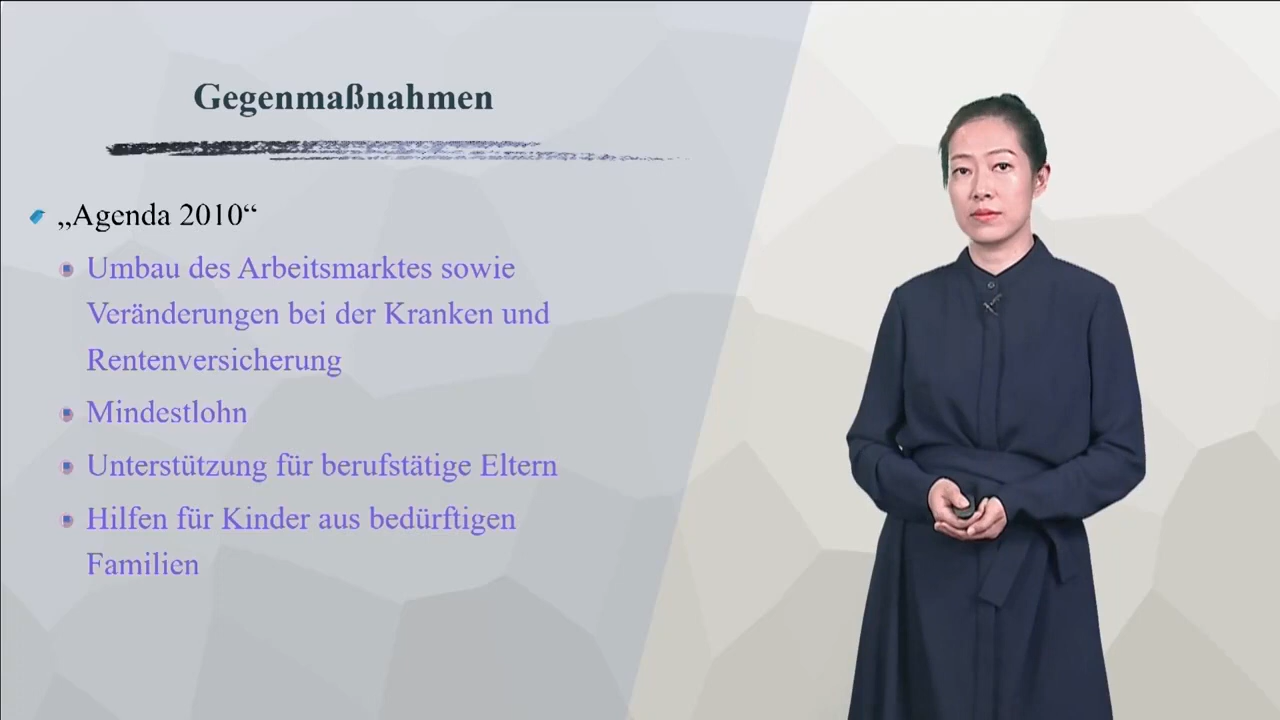 Gegenmaßnahmen
„Agenda 2010“
Umbau des Arbeitsmarktes sowie
Veränderungen bei der Kranken und
Rentenversicherung
Mindestlohn
Unterstützung für berufstätige Eltern
Hilfen für Kinder aus bedürftigen
Familien